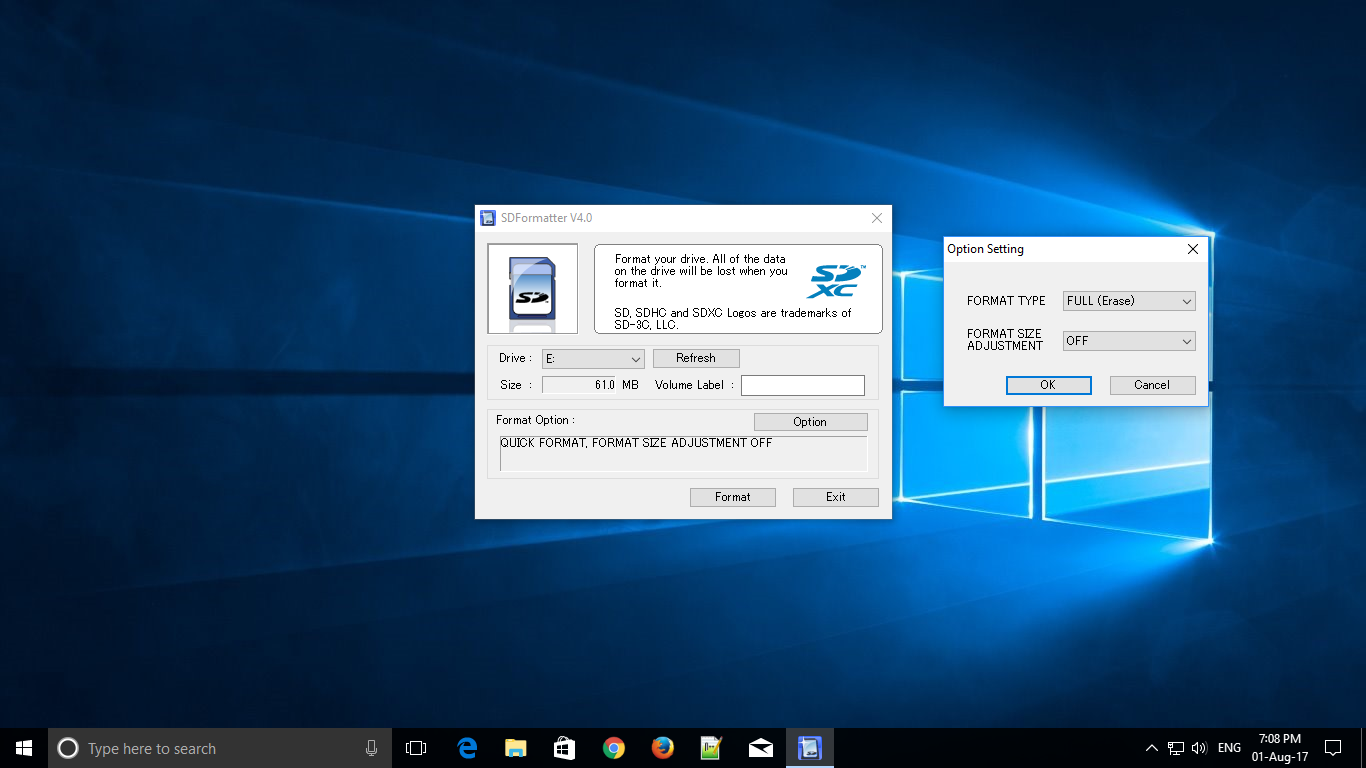 SDFormatter V4.0
SD
Format your drive. All of the data
on the drive will be lost when you
format it.
SD, SDHC and SDXC Logos are trademarks of
SD-3C, LLC.
SD
XC
™
Drive :
E:
Refresh
Size :
61.0 MB
Volume Label :
Format Option :
Option
QUICK FORMAT, FORMAT SIZE ADJUSTMENT OFF
Format
Exit
Option Setting
FORMAT TYPE
FULL (Erase)
FORMAT SIZE
ADJUSTMENT
OFF
OK
Cancel
Type here to search
ENG
7:08 PM
01-Aug-17